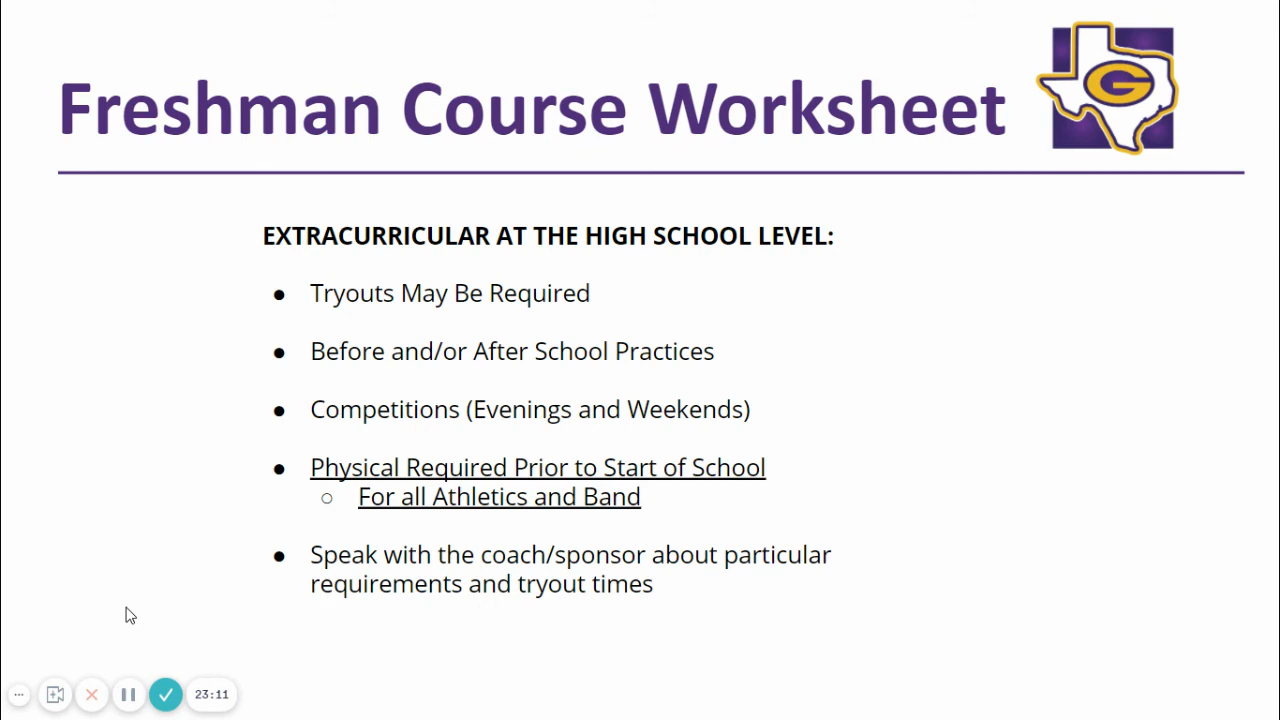 Freshman Course Worksheet
G
EXTRACURRICULAR AT THE HIGH SCHOOL LEVEL:
● Tryouts May Be Required
● Before and/or After School Practices
● Competitions (Evenings and Weekends)
● Physical Required Prior to Start of School
○ For all Athletics and Band
● Speak with the coach/sponsor about particular
requirements and tryout times
23:11